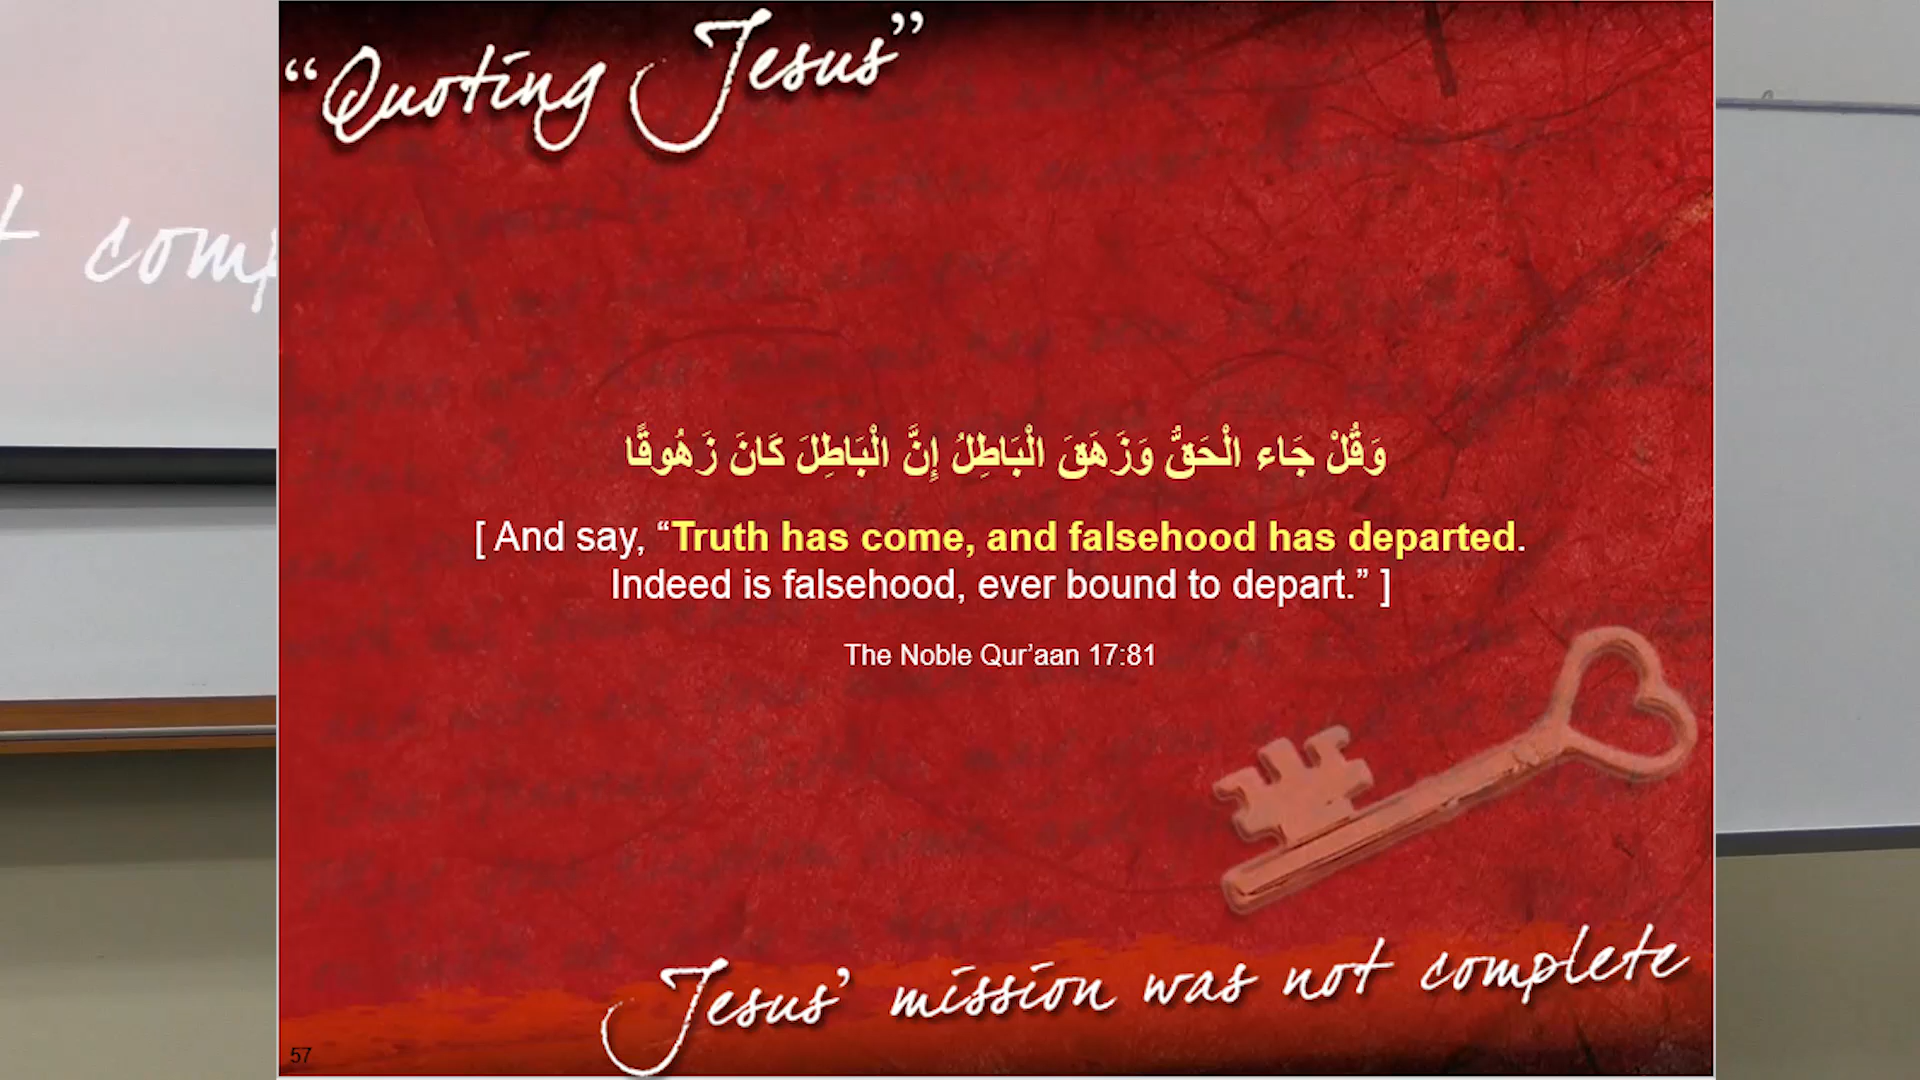 “Quoting Jesus”
t comp
وَقُلْ جَاء الْحَقُّ وَزَهَقَ الْبَاطِلُ إِنَّ الْبَاطِلَ كَانَ زَهُوقًا
[ And say, “Truth has come, and falsehood has departed.
Indeed is falsehood, ever bound to depart.” ]
The Noble Qur’aan 17:81
Jesus’ mission was not complete
57